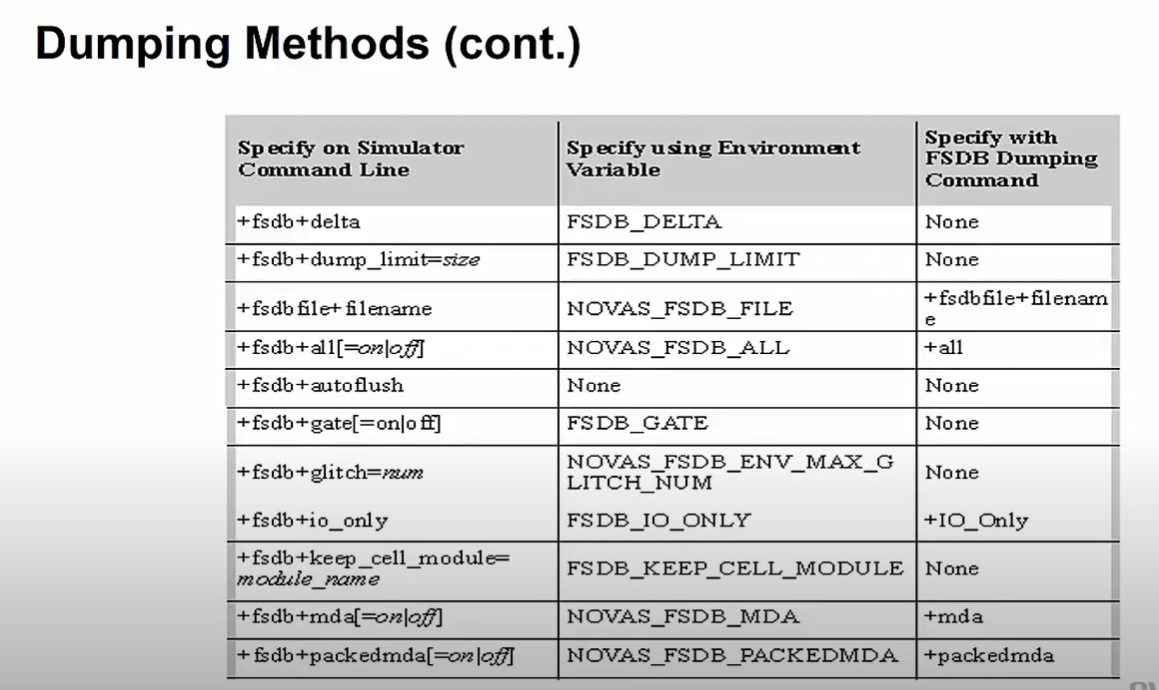 Dumping Methods (cont.)
Specify on Simulator
Command Line
Specify using Environment
Variable
Specify with
FSDB Dumping
Command
+fsdb+delta
FSDB_DELTA
None
+fsdb+dump_limit=size
FSDB_DUMP_LIMIT
None
+fsdbfile+filename
NOVAS_FSDB_FILE
+fsdbfile+filenam
e
+fsdb+all[=on|off]
NOVAS_FSDB_ALL
+all
+fsdb+autoflush
None
None
+fsdb+gate[=on|off]
FSDB_GATE
None
+fsdb+glitch=num
NOVAS_FSDB_ENV_MAX_G
LITCH_NUM
None
+fsdb+io_only
FSDB_IO_ONLY
+IO_Only
+fsdb+keep_cell_module=
module_name
FSDB_KEEP_CELL_MODULE
None
+fsdb+mda[=on|off]
NOVAS_FSDB_MDA
+mda
+fsdb+packedmda[=on|off]
NOVAS_FSDB_PACKEDMDA
+packedmda